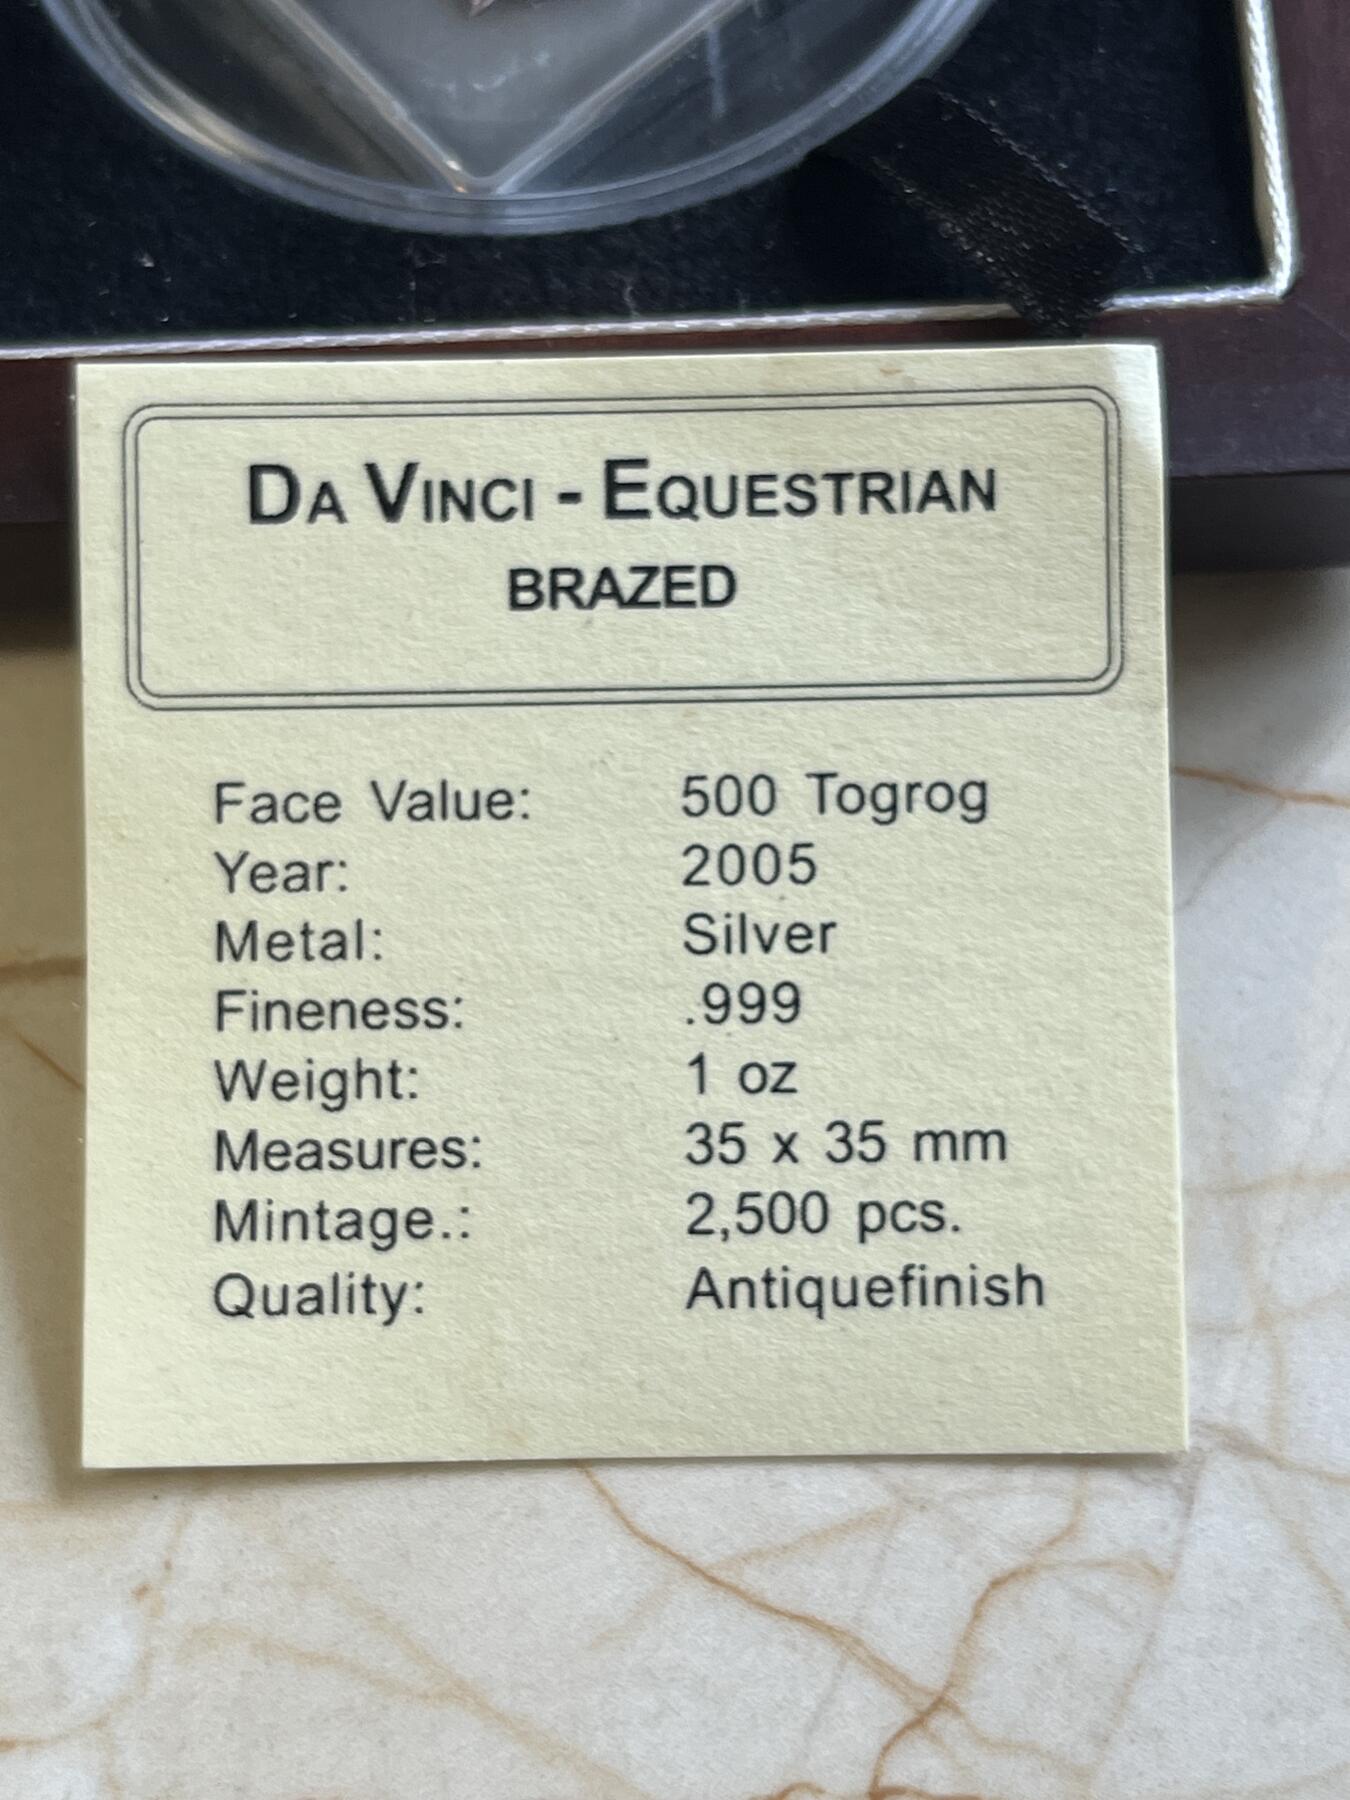 DA VINCI - EQUESTRIAN
BRAZED
Face Value: 500 Togrog
Year: 2005
Metal: Silver
Fineness: .999
Weight: 1 oz
Measures: 35 x 35 mm
Mintage.: 2,500 pcs.
Quality: Antiquefinish